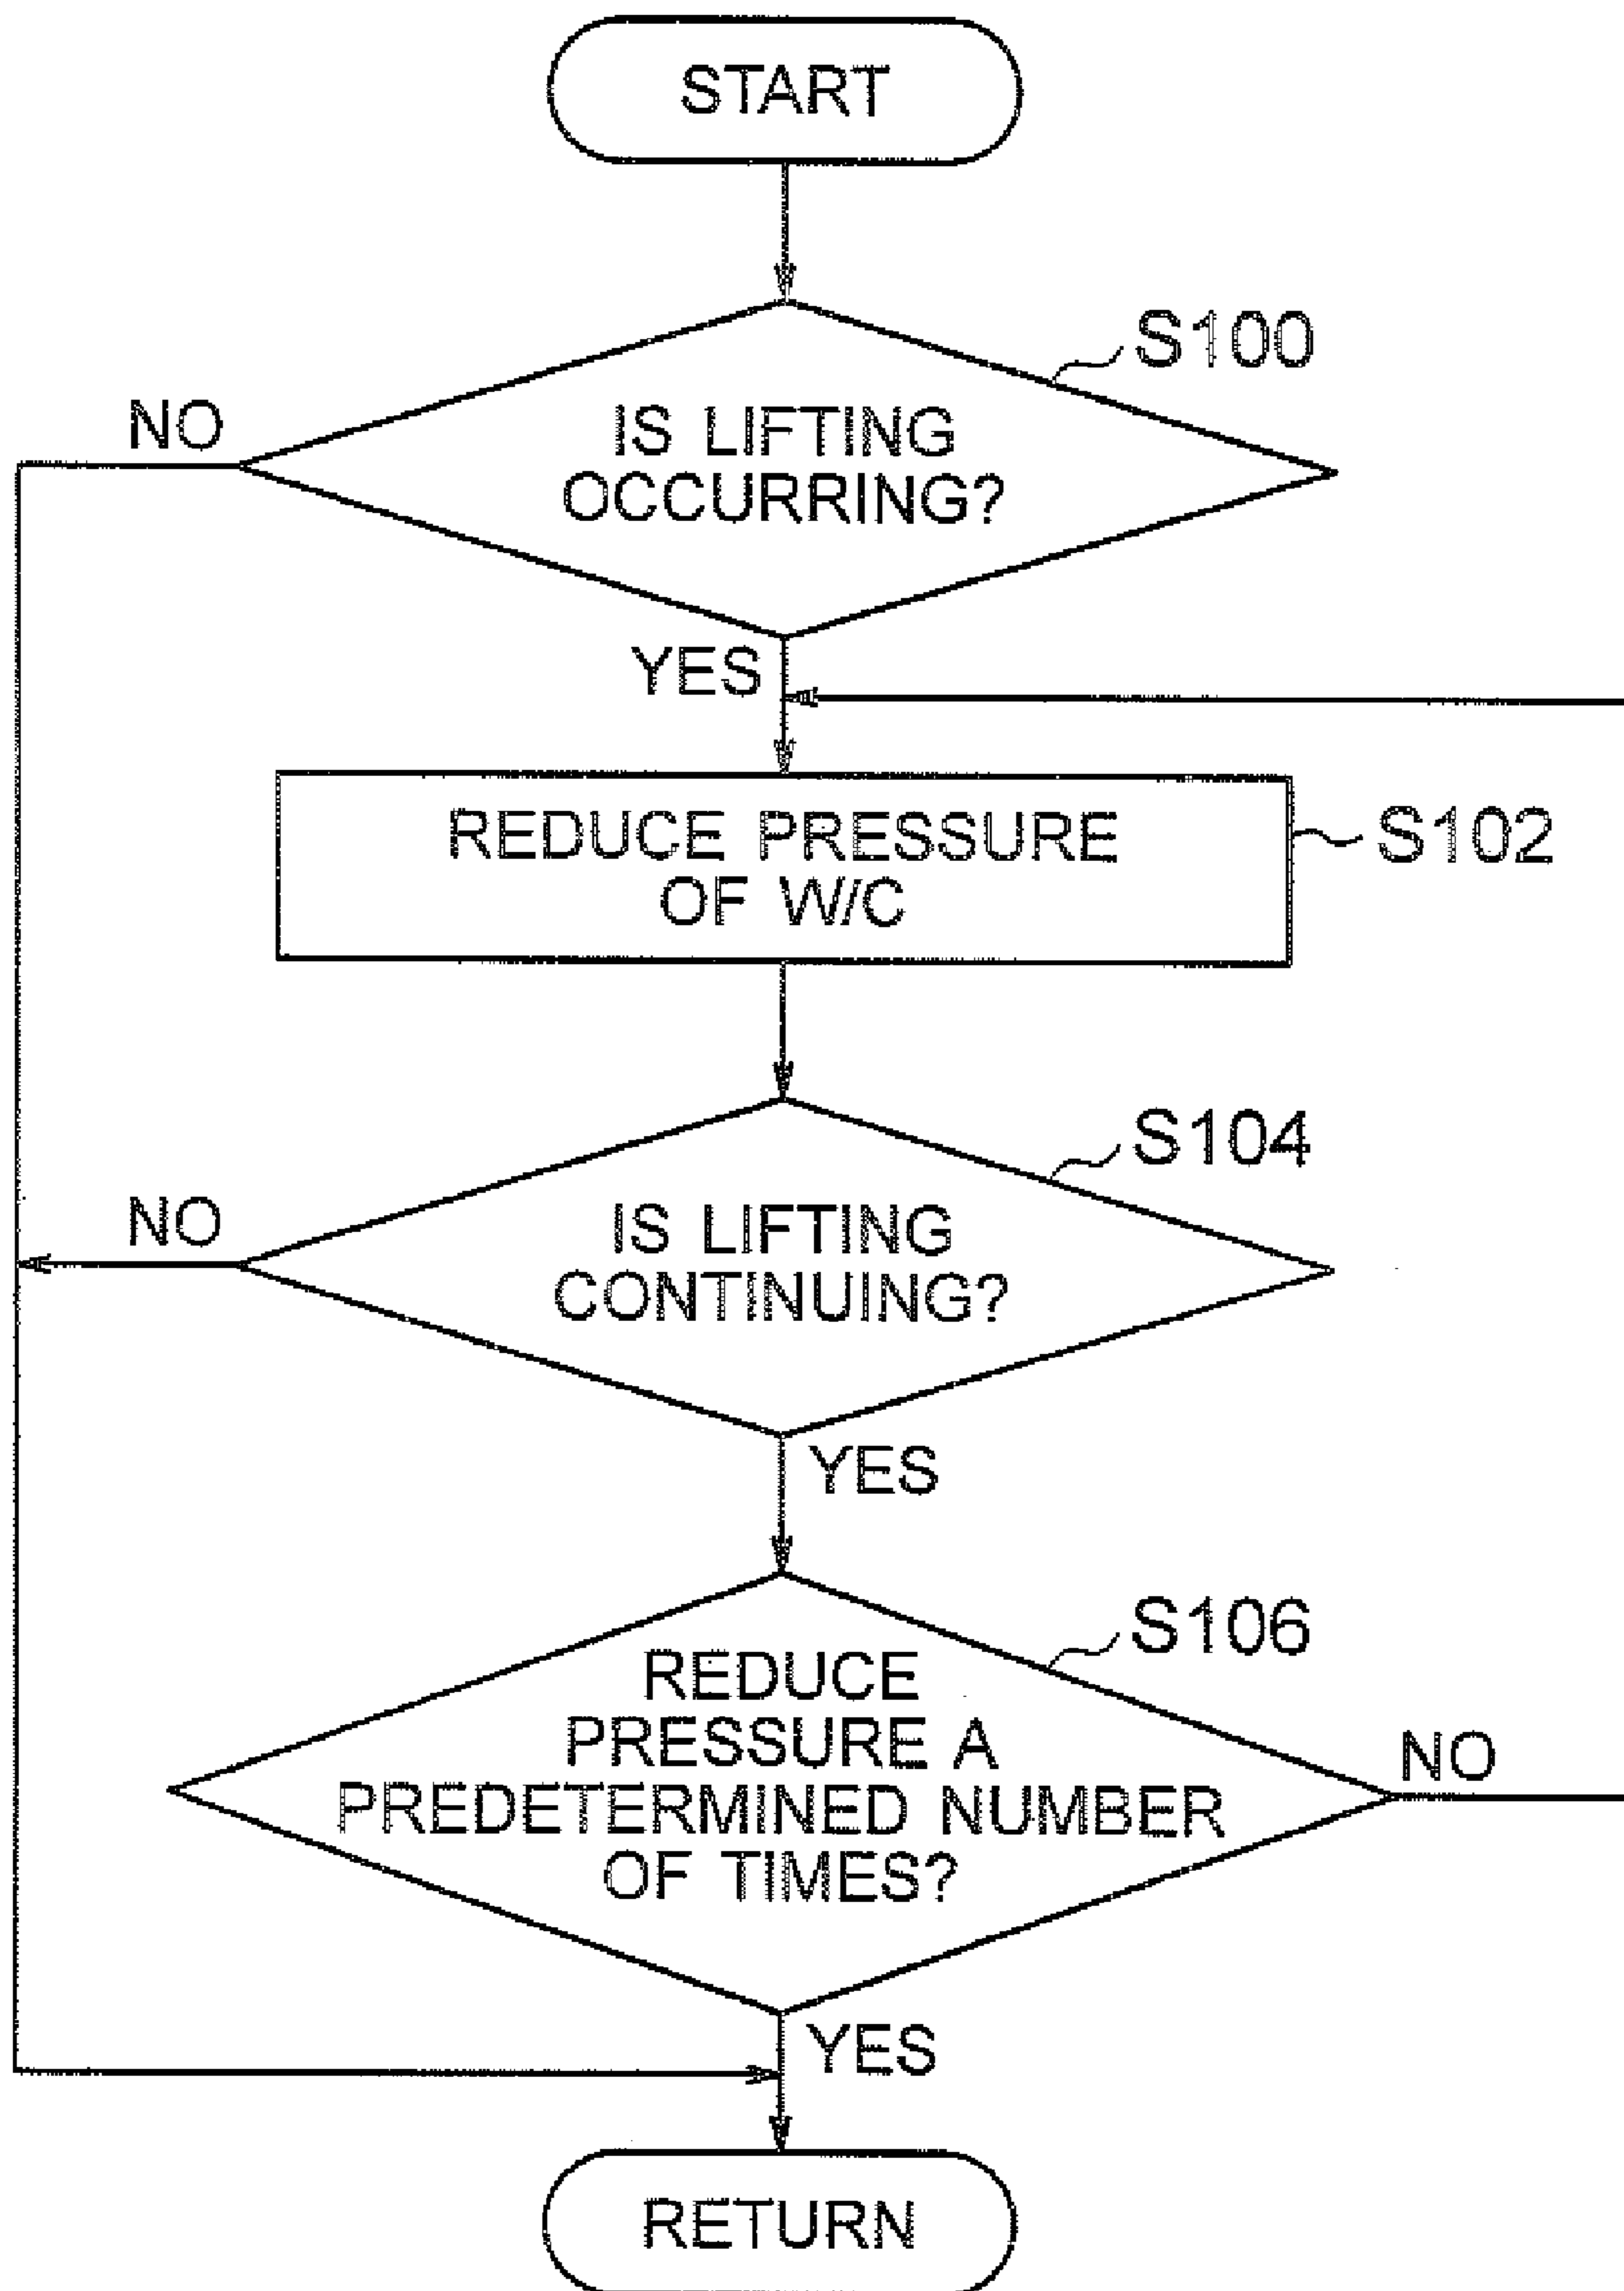 START
S100
NO
IS LIFTING
OCCURRING?
YES
REDUCE PRESSURE
OF W/C
S102
S104
NO
IS LIFTING
CONTINUING?
YES
S106
REDUCE
PRESSURE A
PREDETERMINED NUMBER
OF TIMES?
NO
YES
RETURN